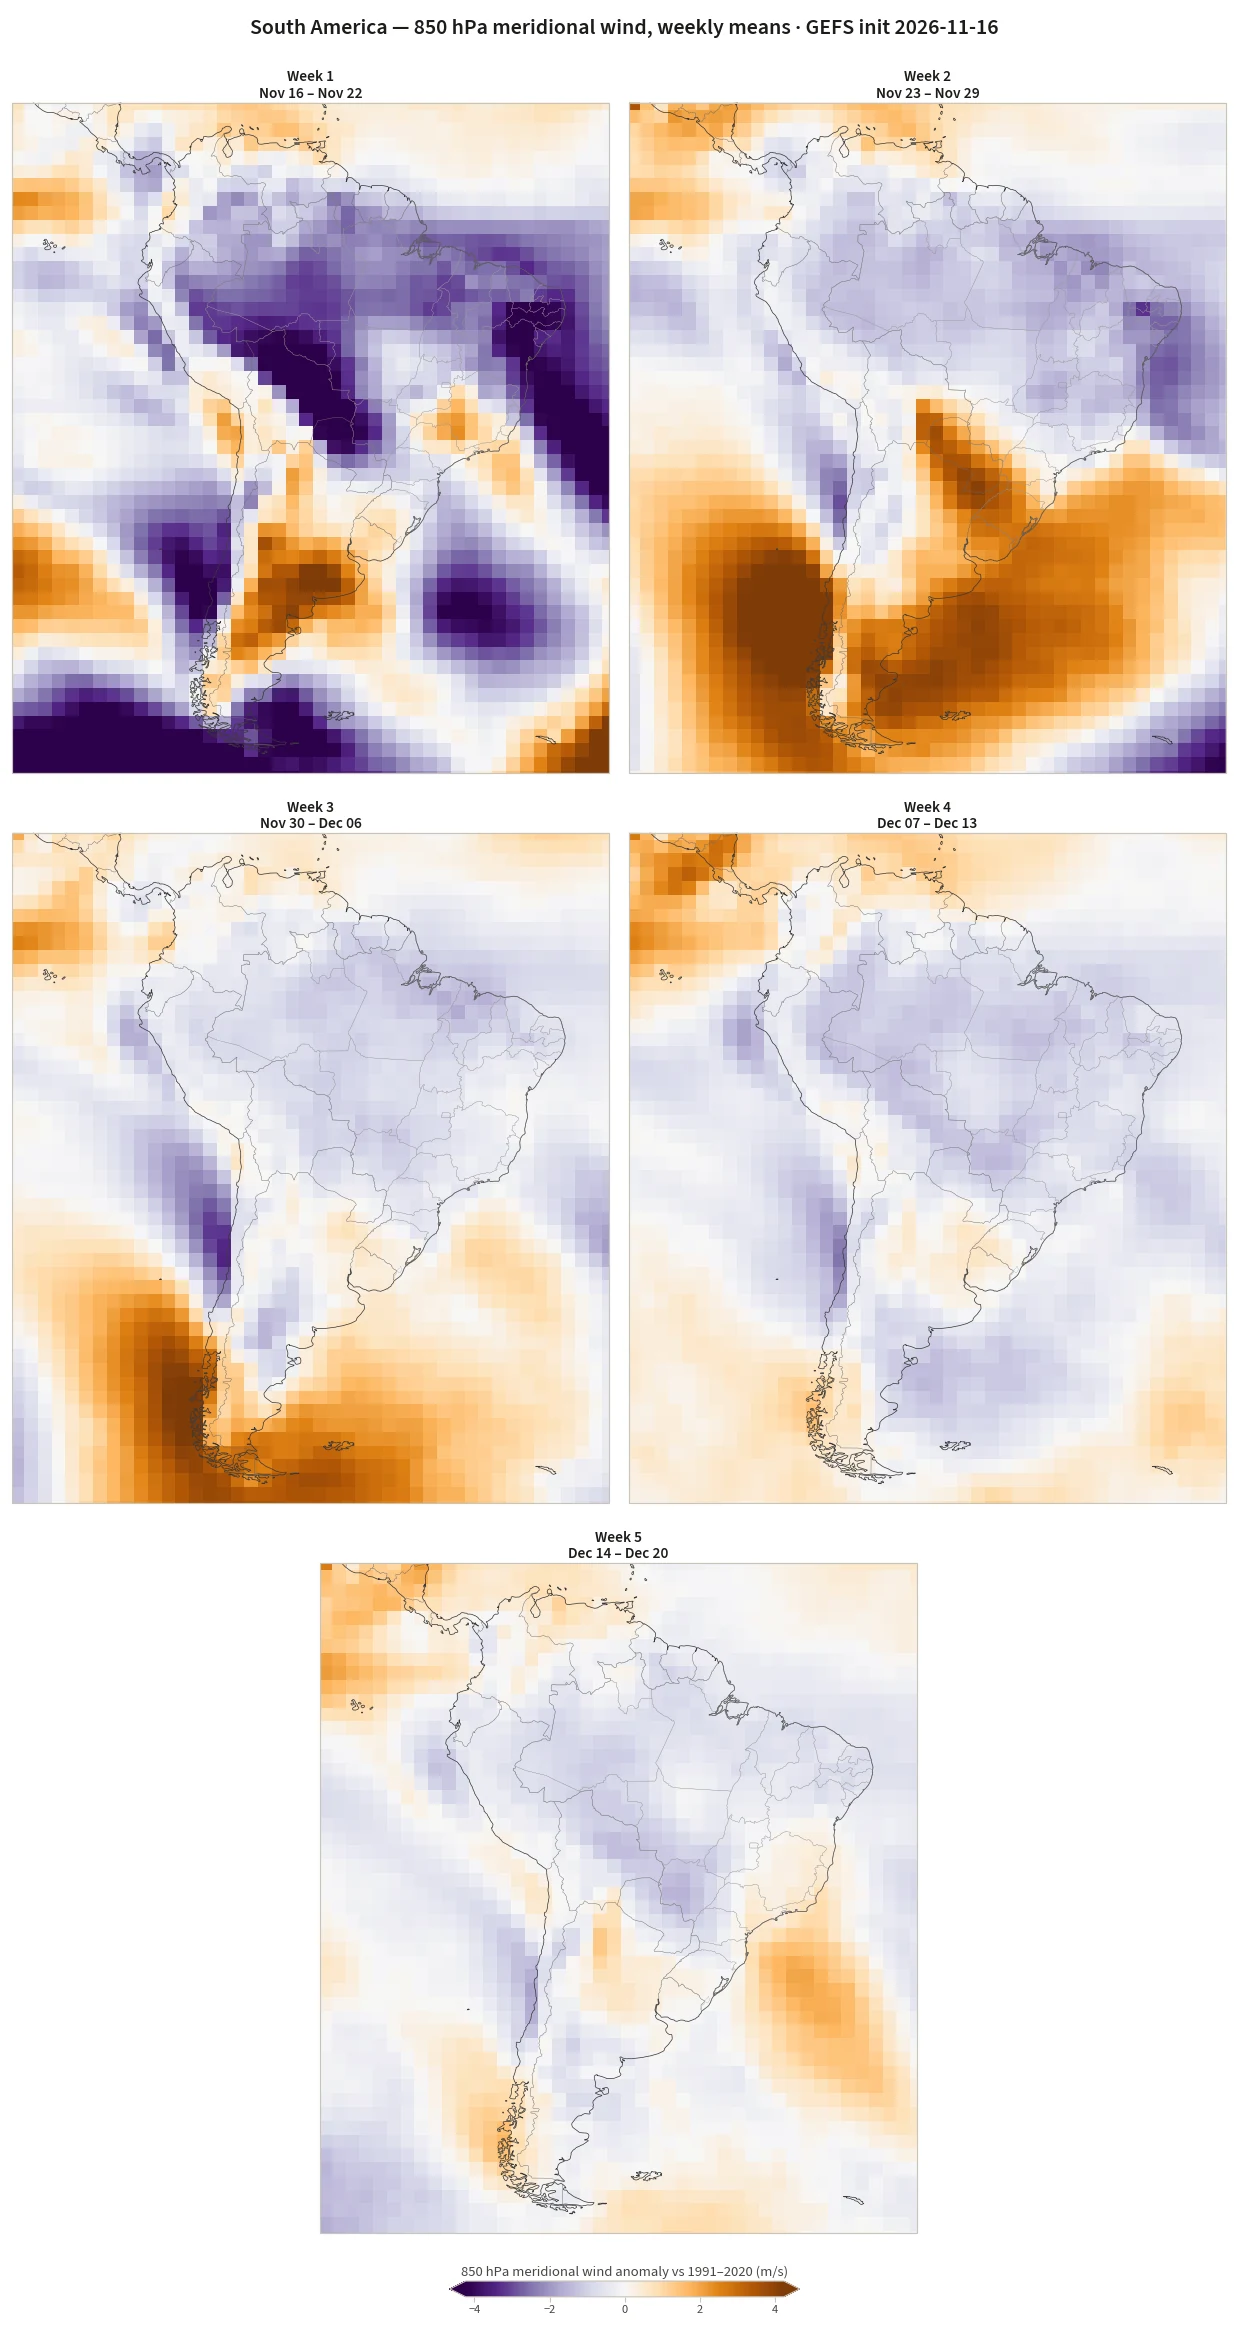 South America — 850 hPa meridional wind, weekly means · GEFS init 2026-11-16
Week 1
Nov 16 – Nov 22
Week 2
Nov 23 – Nov 29
Week 3
Nov 30 – Dec 06
Week 4
Dec 07 – Dec 13
Week 5
Dec 14 – Dec 20
850 hPa meridional wind anomaly vs 1991–2020 (m/s)
−4 −2 0 2 4